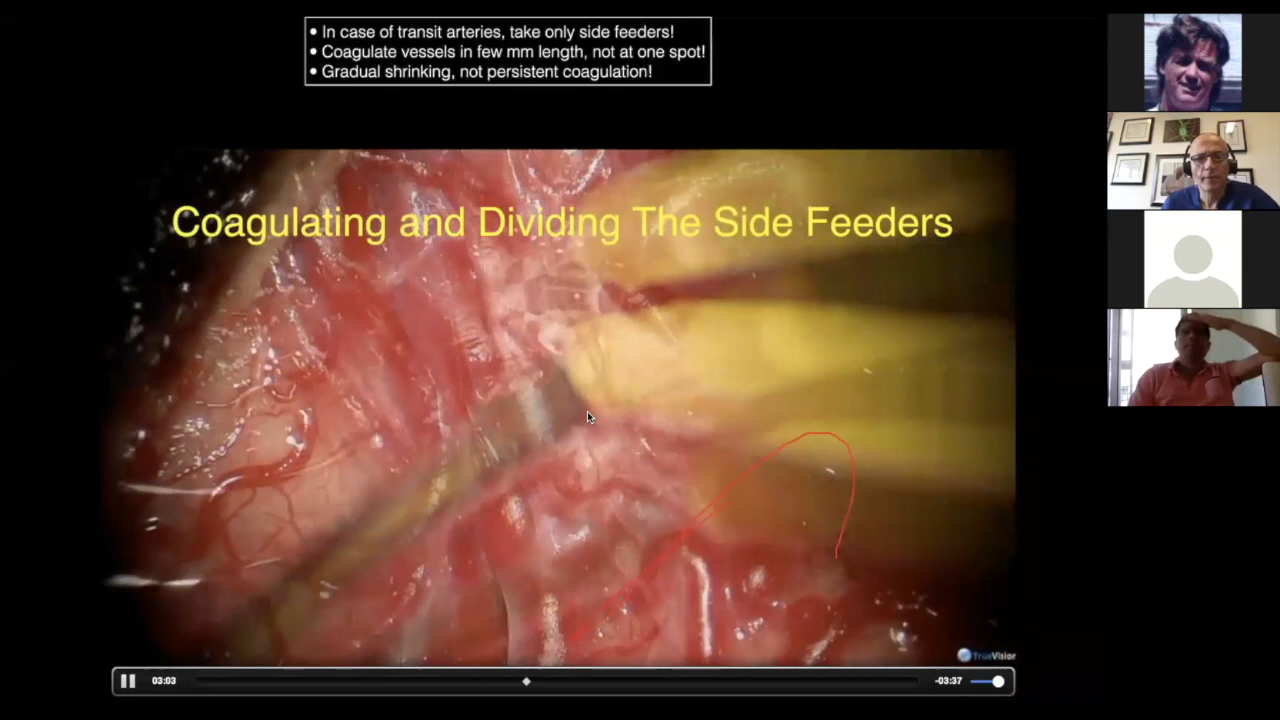 • In case of transit arteries, take only side feeders!
• Coagulate vessels in few mm length, not at one spot!
• Gradual shrinking, not persistent coagulation!
Coagulating and Dividing The Side Feeders
TrueVision
03:03
-03:37